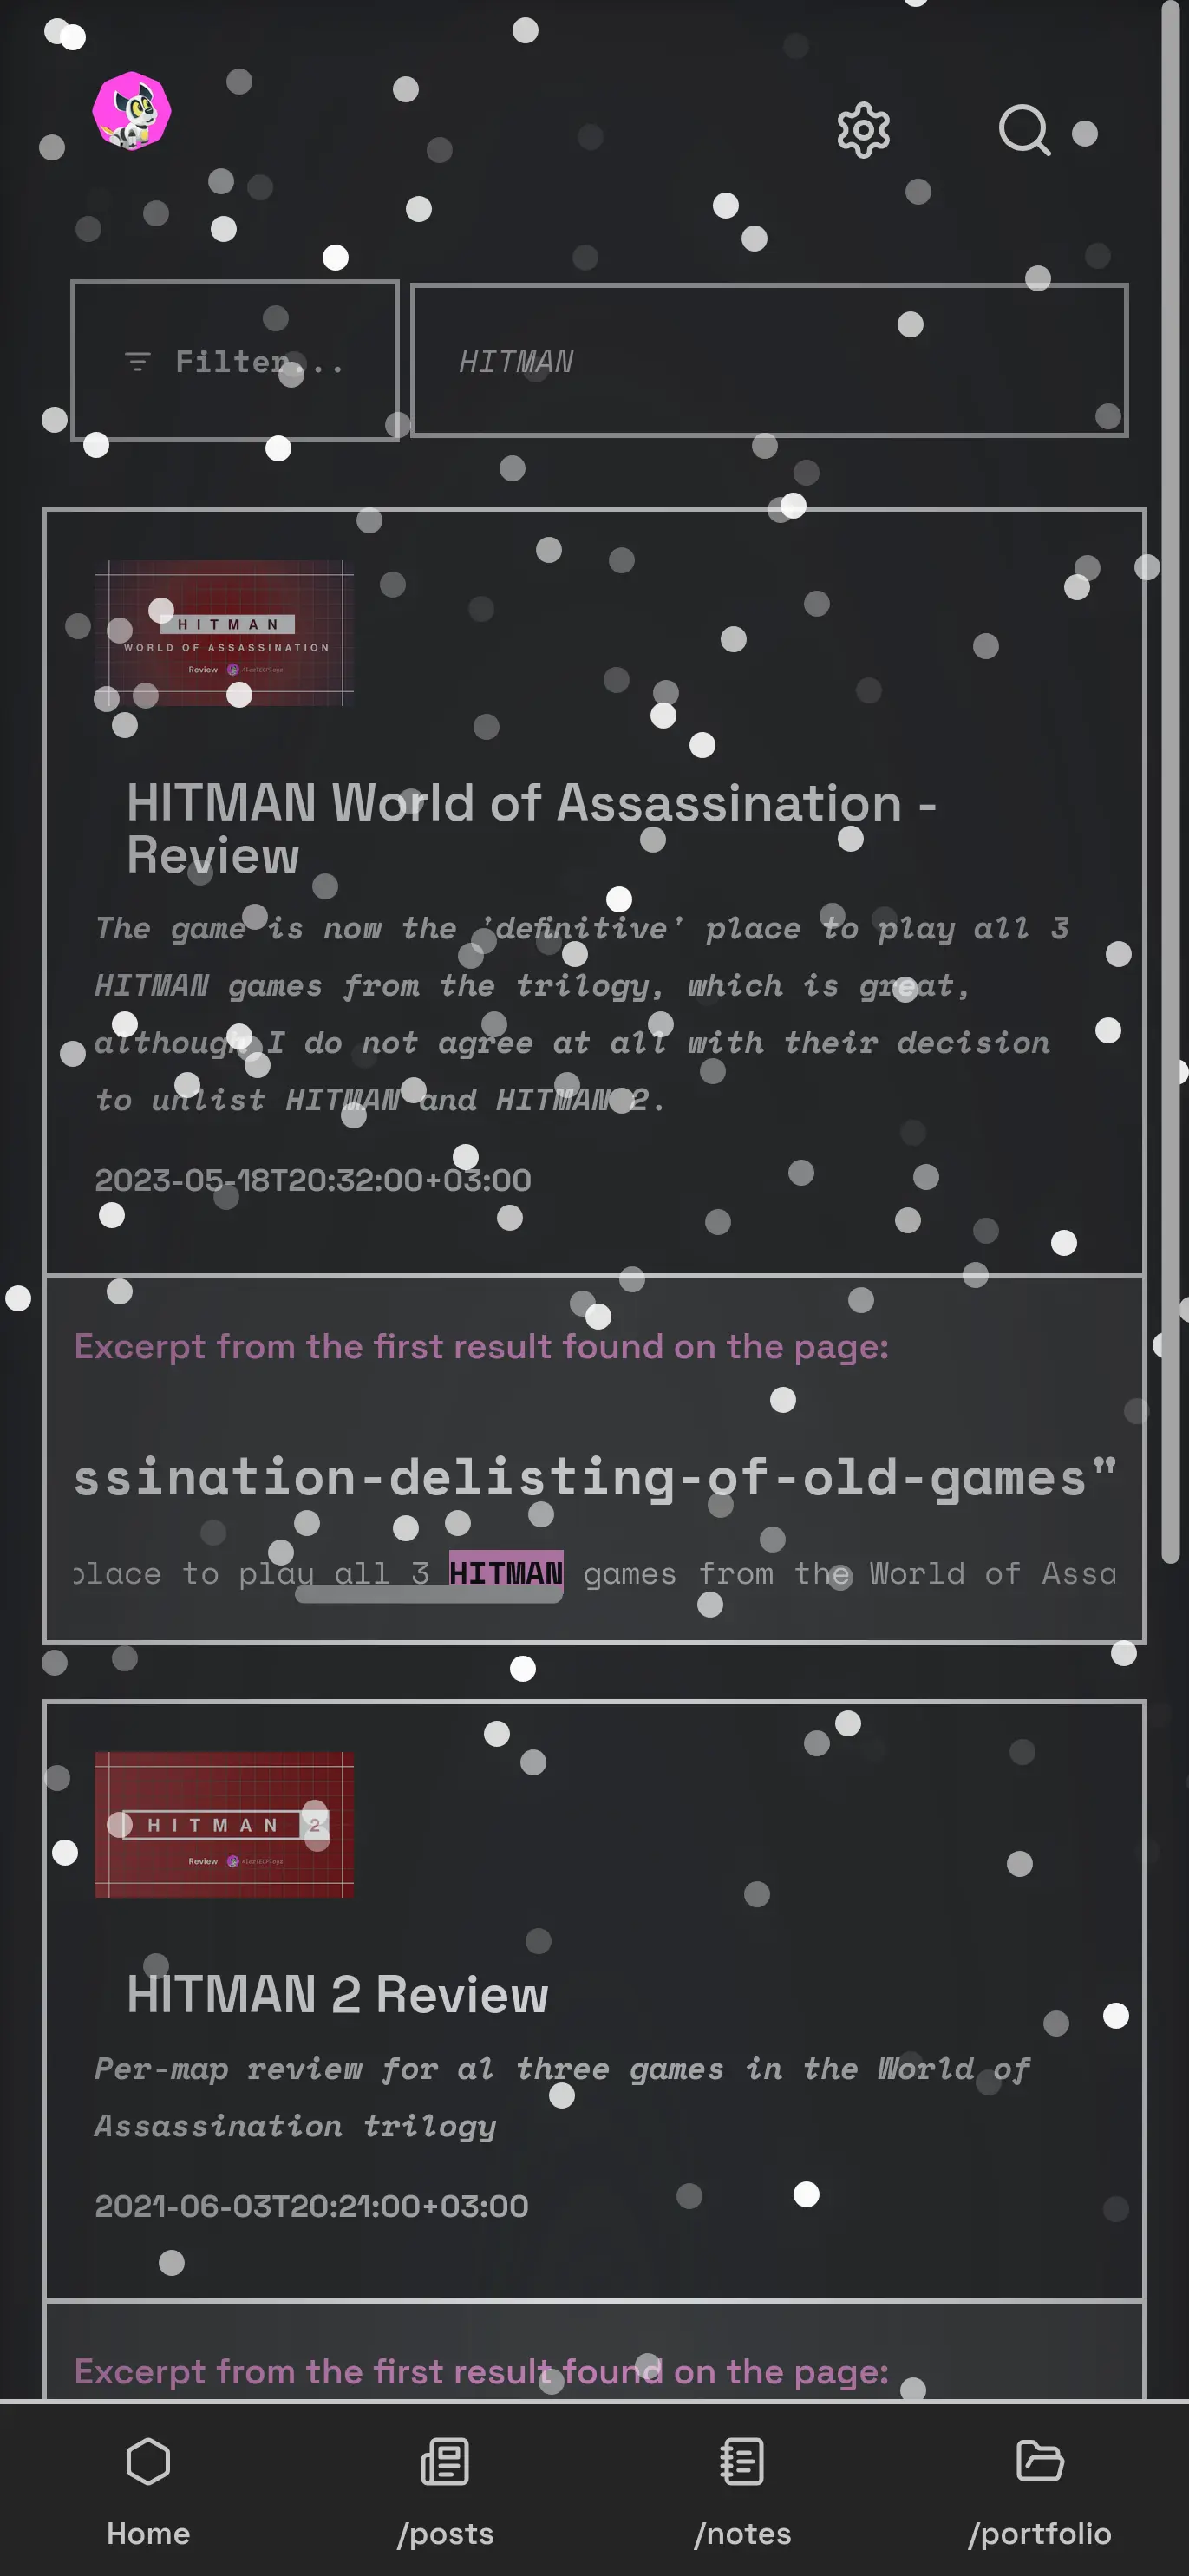 Filter...
HITMAN
HITMAN
WORLD OF ASSASSINATION
Review AlexTECPlayz
HITMAN World of Assassination -
Review
The game is now the 'definitive' place to play all 3
HITMAN games from the trilogy, which is great,
although I do not agree at all with their decision
to unlist HITMAN and HITMAN 2.
2023-05-18T20:32:00+03:00
Excerpt from the first result found on the page:
ssination-delisting-of-old-games"
place to play all 3 HITMAN games from the World of Assa
HITMAN 2
Review AlexTECPlayz
HITMAN 2 Review
Per-map review for al three games in the World of
Assassination trilogy
2021-06-03T20:21:00+03:00
Excerpt from the first result found on the page:
Home /posts /notes /portfolio